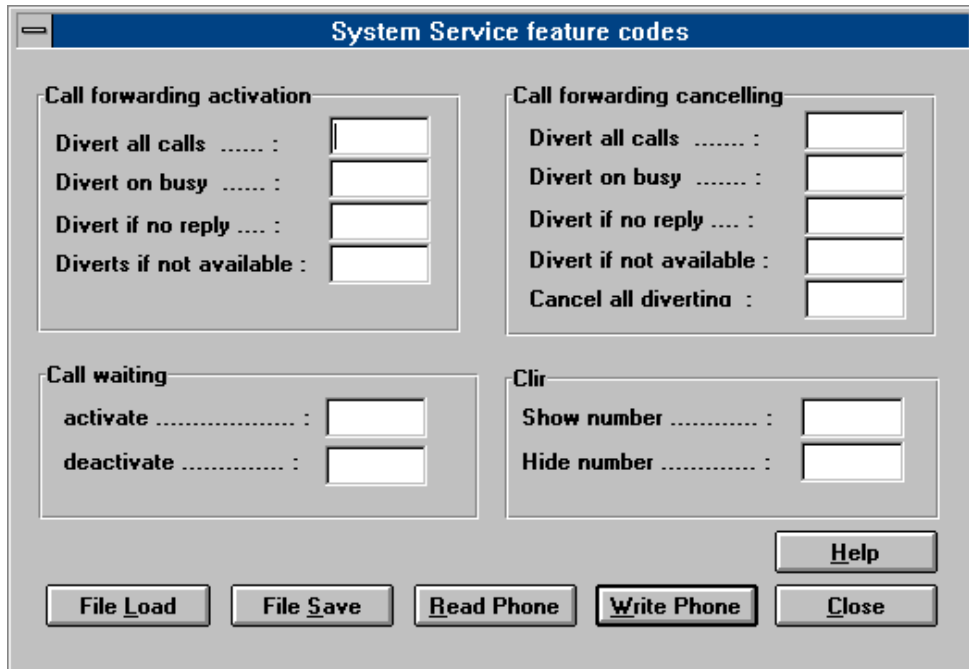 System Service feature codes
Call forwarding activation
Divert all calls ...... :
Divert on busy ...... :
Divert if no reply .... :
Diverts if not available :
Call forwarding cancelling
Divert all calls ....... :
Divert on busy ....... :
Divert if no reply .... :
Divert if not available :
Cancel all diverting :
Call waiting
activate ................... :
deactivate .............. :
Clir
Show number ............ :
Hide number ............. :
Help
File Load
File Save
Read Phone
Write Phone
Close